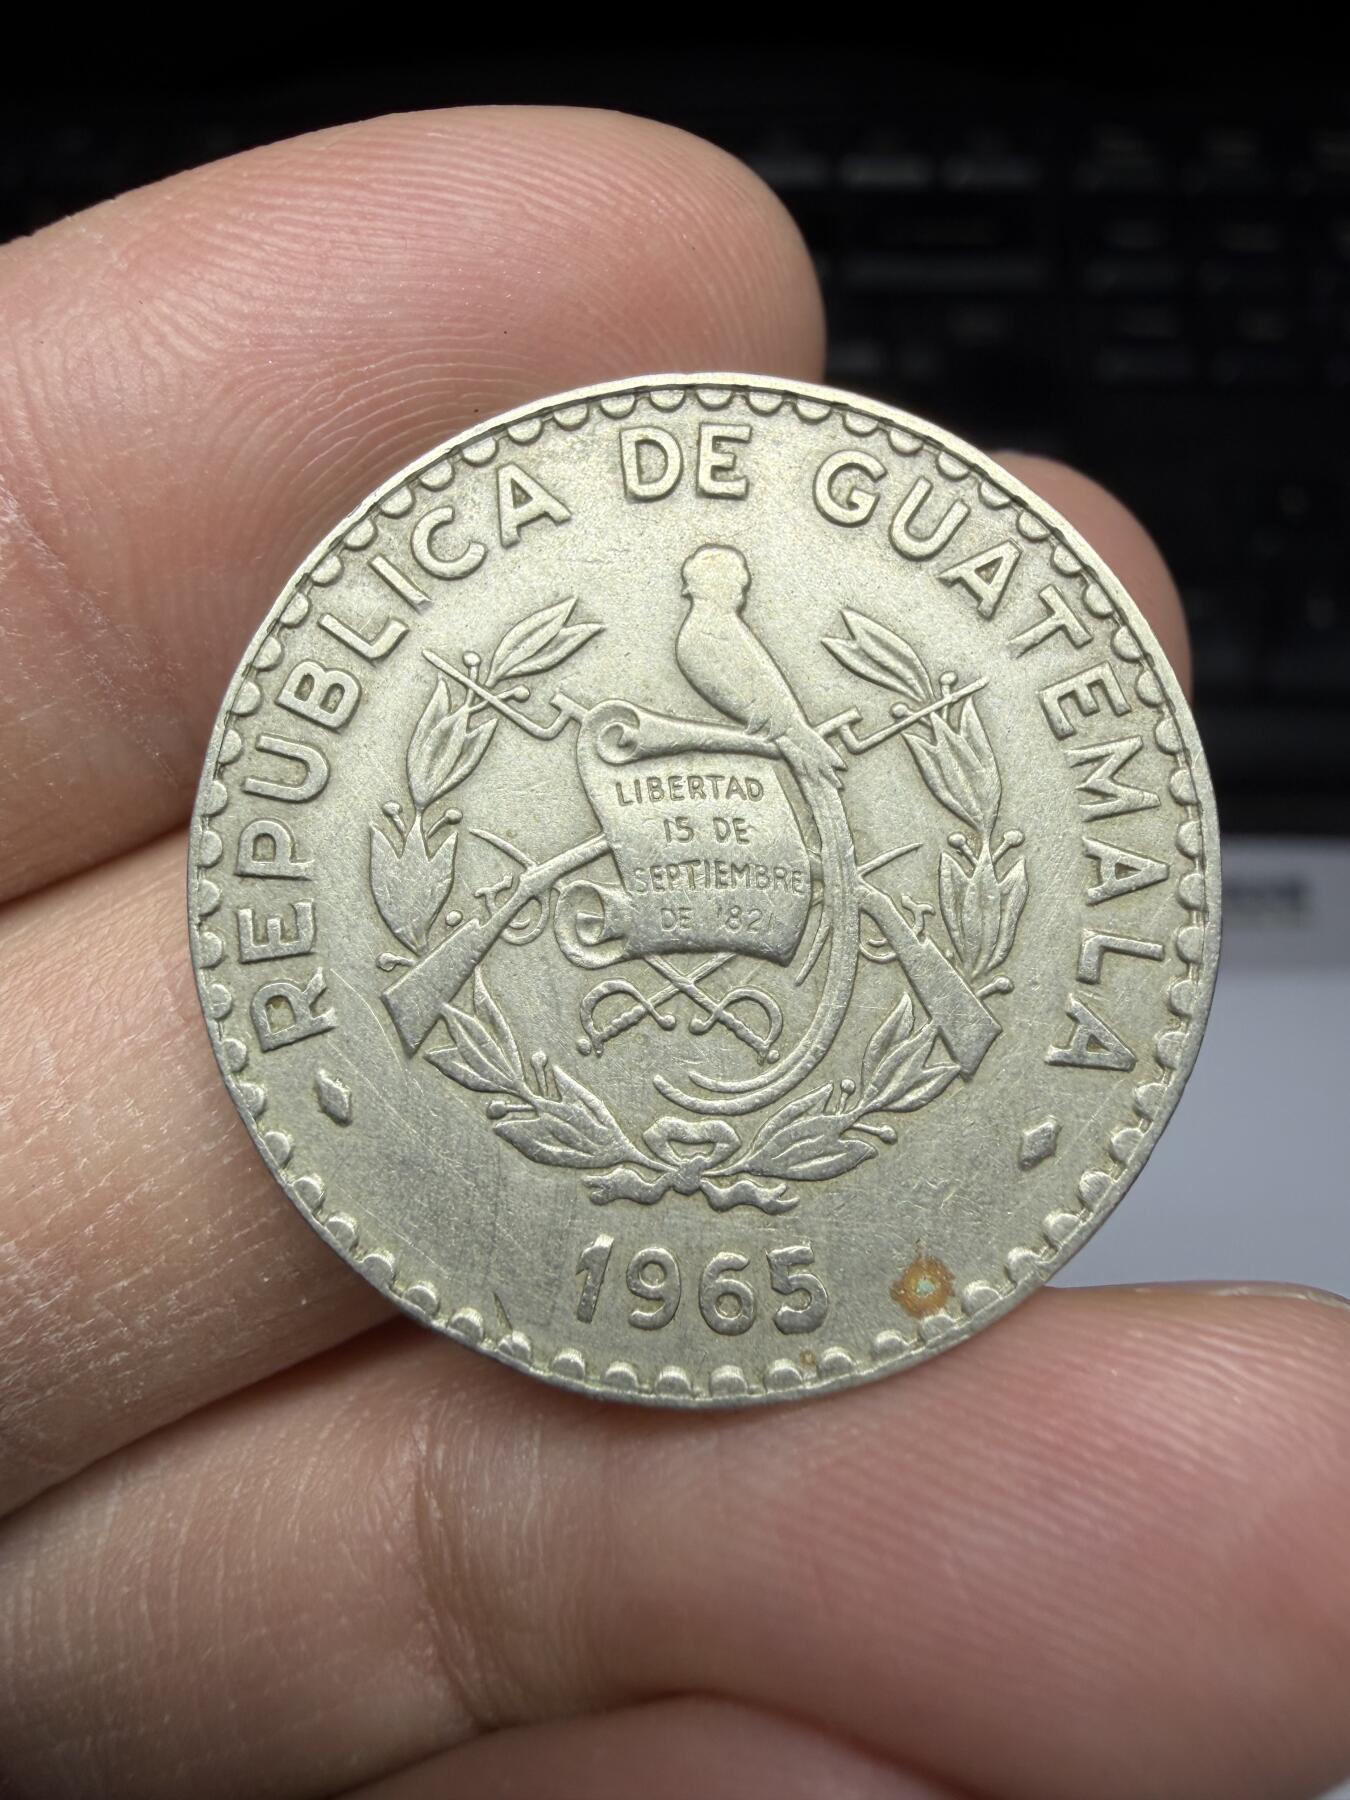 REPUBLICA DE GUATEMALA
LIBERTAD
15 DE
SEPTIEMBRE
DE 1821
1965